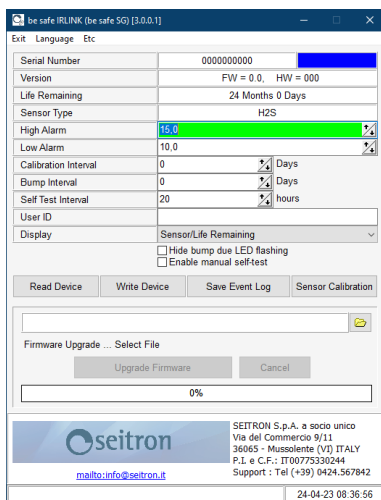 be safe IRLINK (be safe SG) [3.0.0.1]
Exit Language Etc
Serial Number 0000000000
Version FW = 0.0, HW = 000
Life Remaining 24 Months 0 Days
Sensor Type H2S
High Alarm 15,0
Low Alarm 10,0
Calibration Interval 0 Days
Bump Interval 0 Days
Self Test Interval 20 hours
User ID
Display Sensor/Life Remaining
Hide bump due LED flashing
Enable manual self-test
Read Device Write Device Save Event Log Sensor Calibration
Firmware Upgrade ... Select File
Upgrade Firmware Cancel
0%
seitron
mailto:info@seitron.it
SEITRON S.p.A. a socio unico
Via del Commercio 9/11
36065 - Mussolente (VI) ITALY
P.I. e C.F.: IT00775330244
Support : Tel (+39) 0424.567842
24-04-23 08:36:56